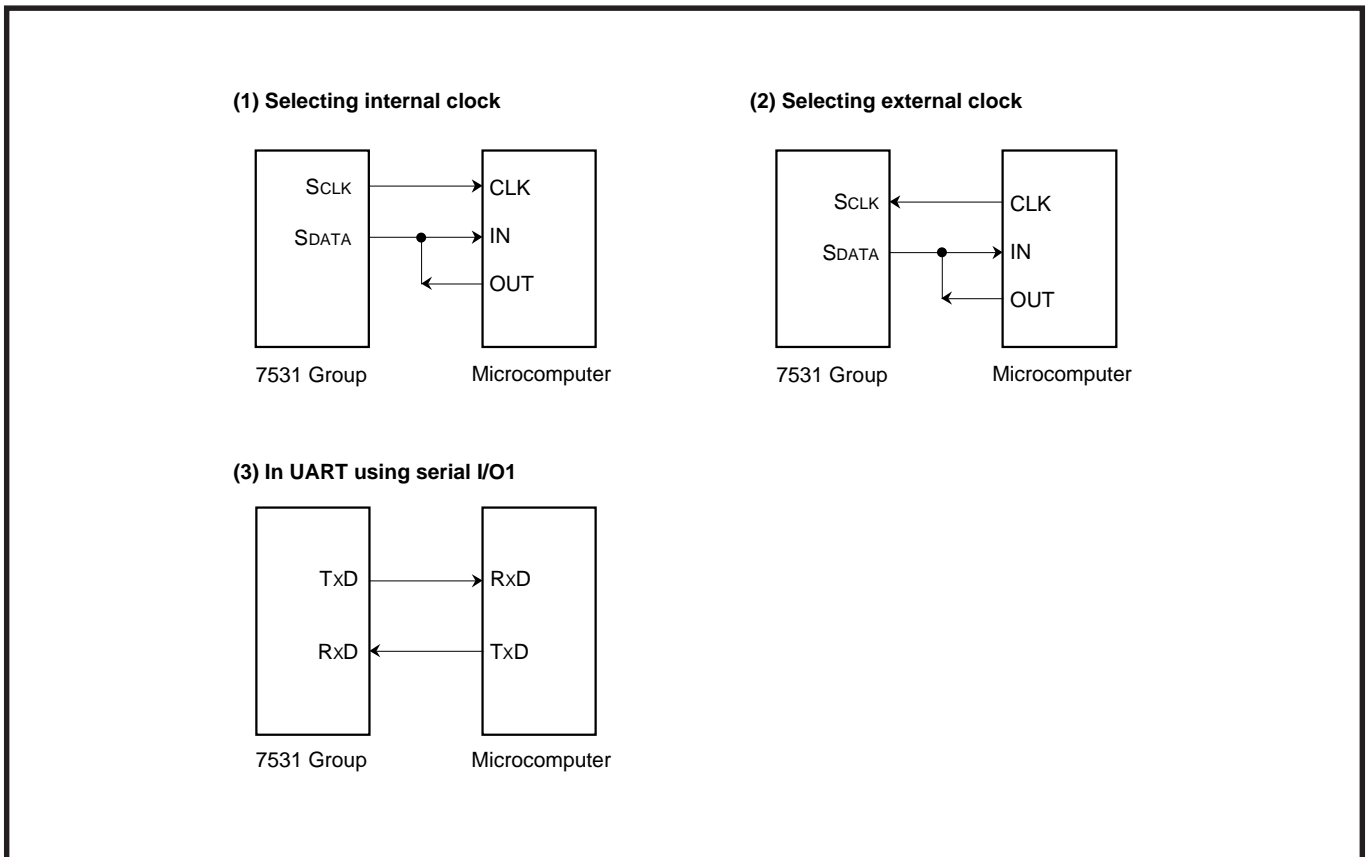 (1) Selecting internal clock
SCLK
CLK
SDATA
IN
OUT
7531 Group
Microcomputer
(2) Selecting external clock
SCLK
CLK
SDATA
IN
OUT
7531 Group
Microcomputer
(3) In UART using serial I/O1
TXD
RXD
RXD
TXD
7531 Group
Microcomputer